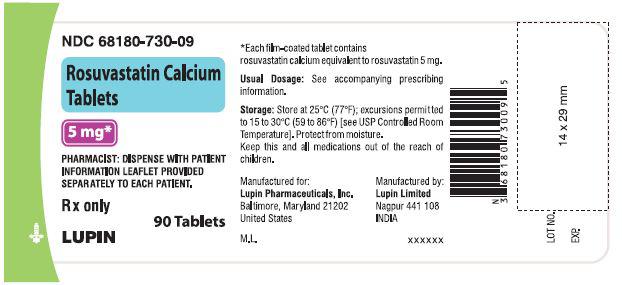 NDC 68180-730-09
Rosuvastatin Calcium
Tablets
5 mg*
PHARMACIST: DISPENSE WITH PATIENT
INFORMATION LEAFLET PROVIDED
SEPARATELY TO EACH PATIENT.
Rx only
90 Tablets
LUPIN
*Each film-coated tablet contains
rosuvastatin calcium equivalent to rosuvastatin 5 mg.
Usual Dosage: See accompanying prescribing
information.
Storage: Store at 25°C (77°F); excursions permitted
to 15 to 30°C (59 to 86°F) [see USP Controlled Room
Temperature]. Protect from moisture.
Keep this and all medications out of the reach of
children.
Manufactured for:
Lupin Pharmaceuticals, Inc.
Baltimore, Maryland 21202
United States
Manufactured by:
Lupin Limited
Nagpur 441 108
INDIA
M.L.
xxxxxx
N
3 68180 73009 5
14 x 29 mm
LOT NO.
EXP.